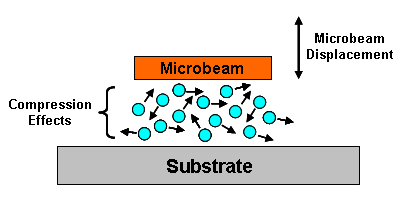 Microbeam
Displacement
Microbeam
Compression
Effects
Substrate